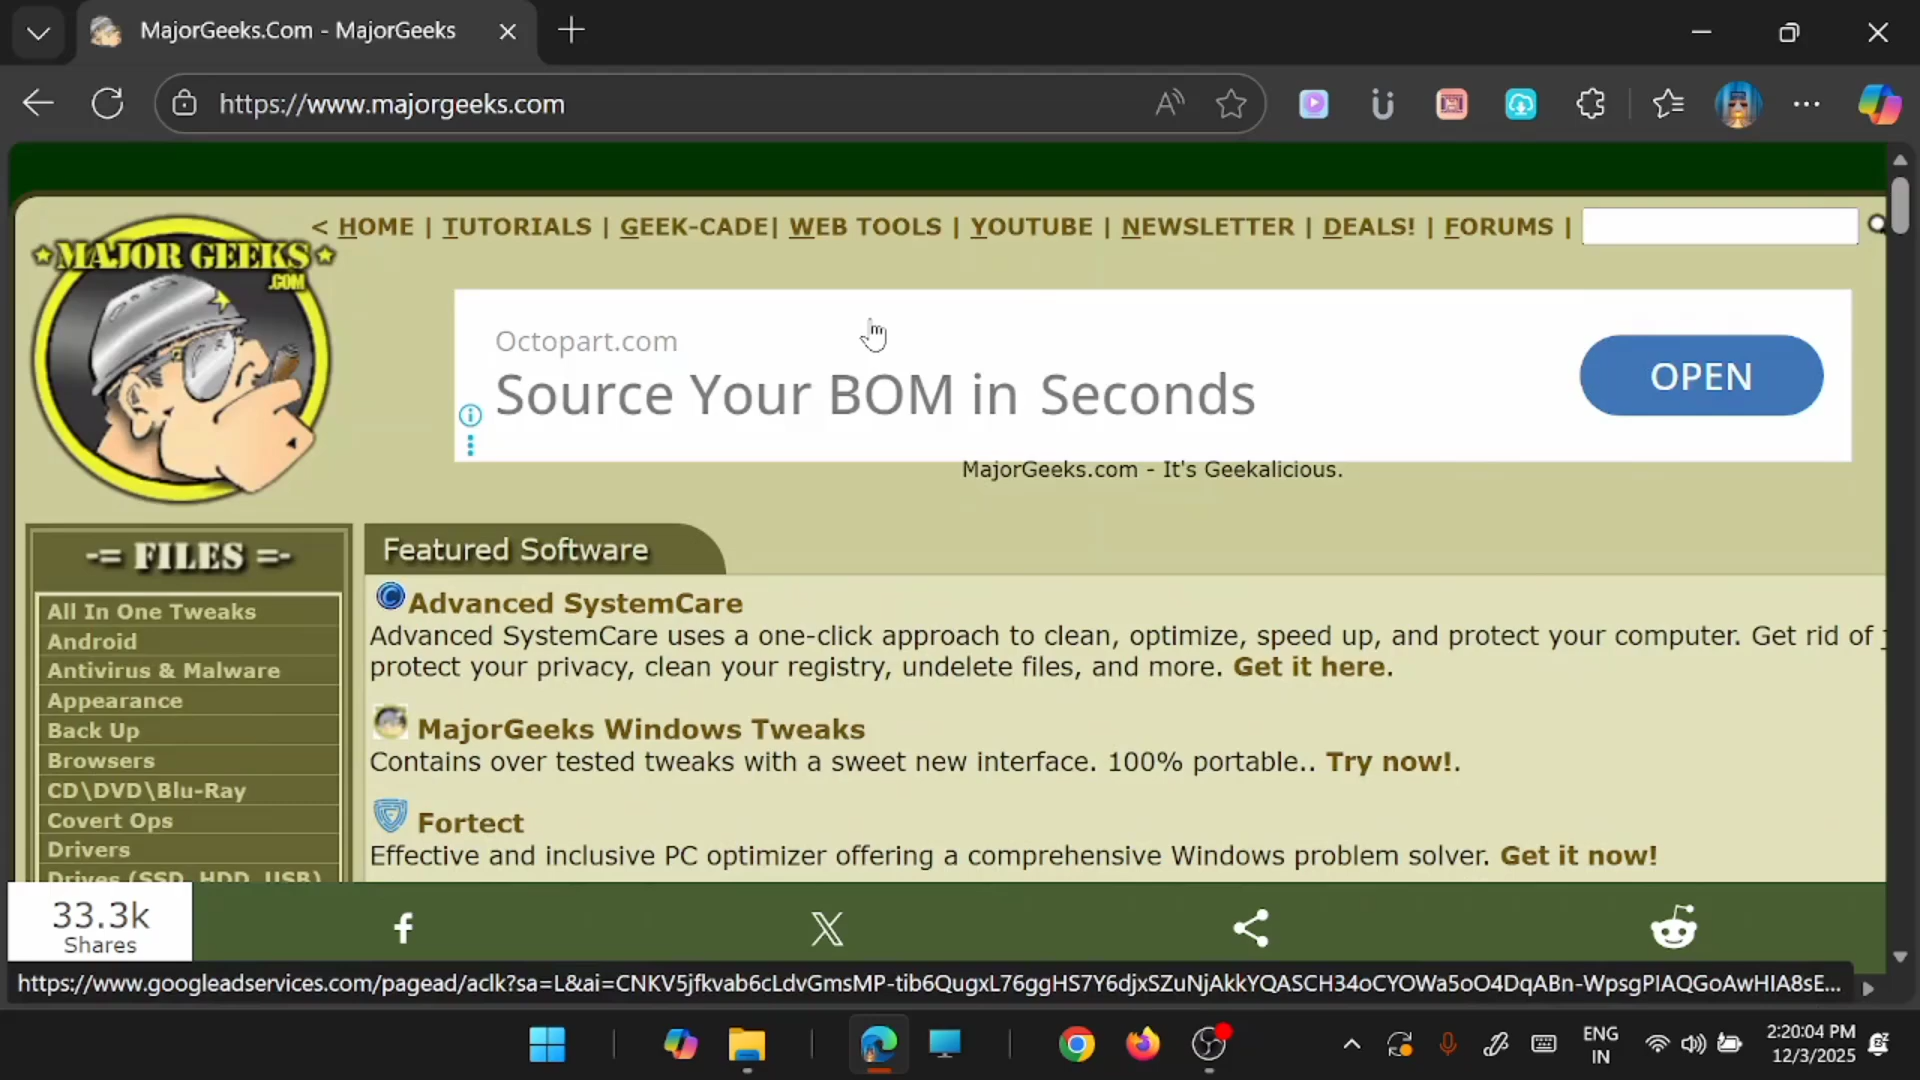 MajorGeeks.Com - MajorGeeks
https://www.majorgeeks.com
< HOME | TUTORIALS | GEEK-CADE| WEB TOOLS | YOUTUBE | NEWSLETTER | DEALS! | FORUMS |
MAJOR GEEKS
.COM
Octopart.com
Source Your BOM in Seconds
OPEN
MajorGeeks.com - It's Geekalicious.
-= FILES =-
All In One Tweaks
Android
Antivirus & Malware
Appearance
Back Up
Browsers
CD\DVD\Blu-Ray
Covert Ops
Drivers
Drives (SSD, HDD, USB)
Featured Software
Advanced SystemCare
Advanced SystemCare uses a one-click approach to clean, optimize, speed up, and protect your computer. Get rid of
protect your privacy, clean your registry, undelete files, and more. Get it here.
MajorGeeks Windows Tweaks
Contains over tested tweaks with a sweet new interface. 100% portable.. Try now!.
Fortect
Effective and inclusive PC optimizer offering a comprehensive Windows problem solver. Get it now!
33.3k
Shares
https://www.googleadservices.com/pagead/aclk?sa=L&ai=CNKV5jfkvab6cLdvGmsMP-tib6QugxL76ggHS7Y6djxSZuNjAkkYQASCH34oCYOWa5oO4DqABn-WpsgPIAQGoAwHIA8sE...
ENG
IN
2:20:04 PM
12/3/2025